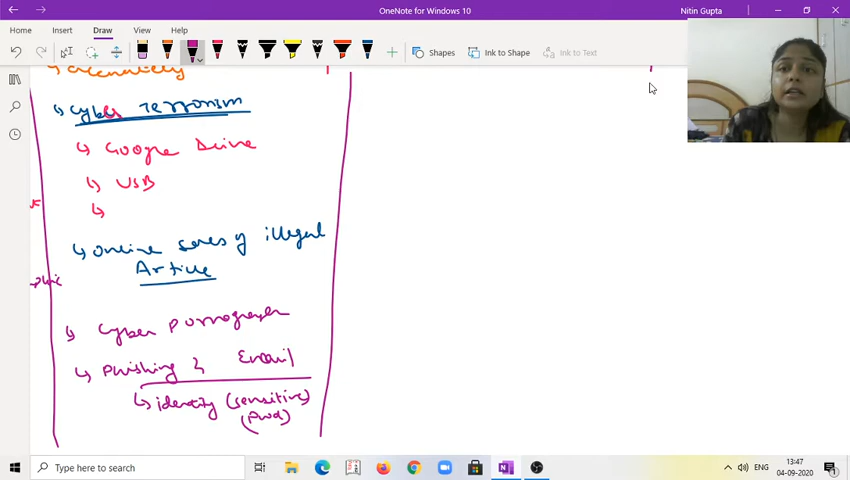 OneNote for Windows 10
Nitin Gupta
Home Insert Draw View Help
Shapes Ink to Shape Ink to Text
Accurately
Cyber Terrorism
Google Drive
USB
Online sales of illegal
Article
Cyber Pornography
Phishing & Email
identity (sensitive)
(pwd)
Type here to search
ENG
13:47
04-09-2020